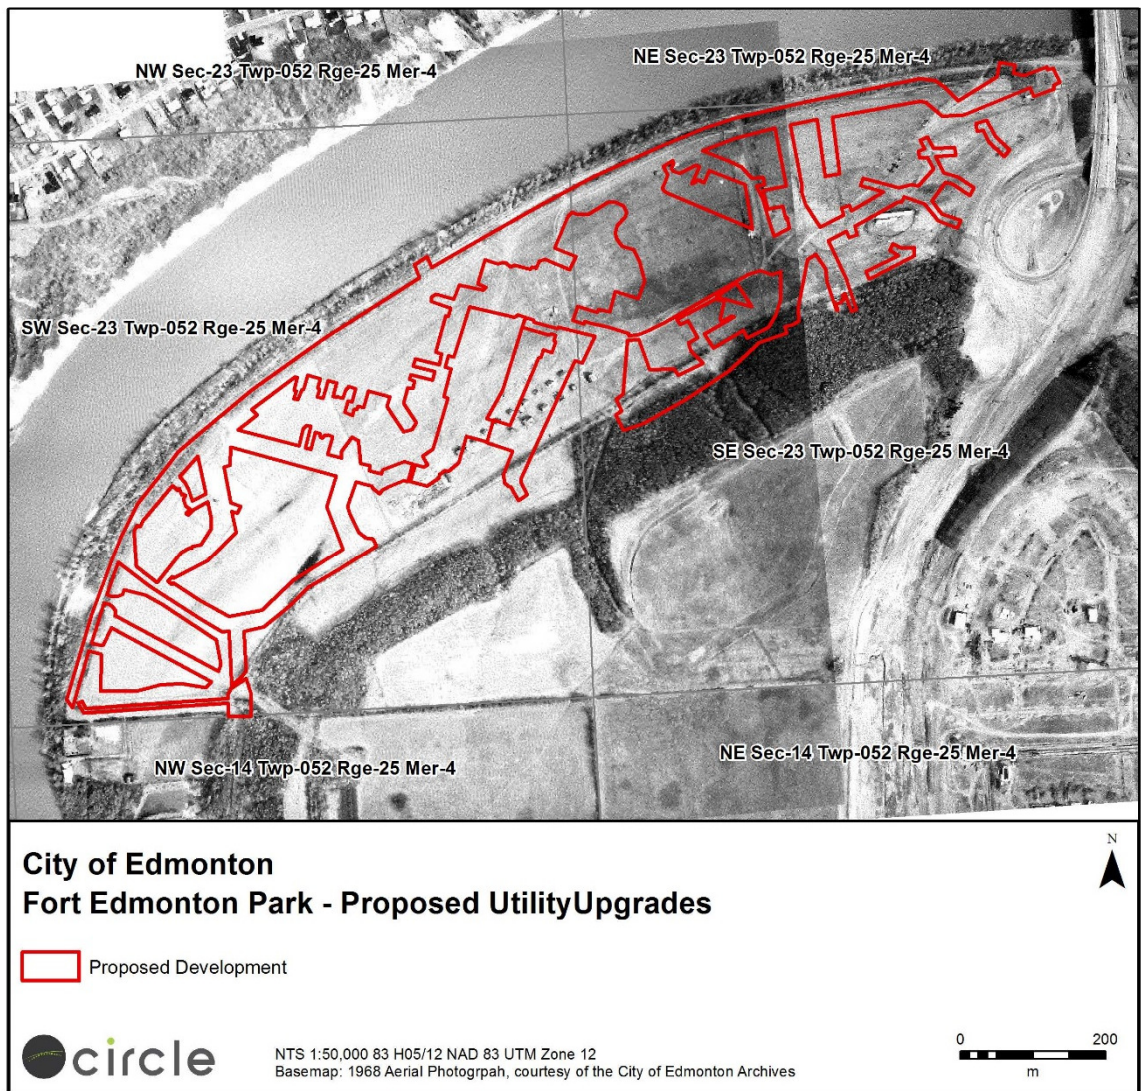 NW Sec-23 Twp-052 Rge-25 Mer-4
NE Sec-23 Twp-052 Rge-25 Mer-4
SW Sec-23 Twp-052 Rge-25 Mer-4
SE Sec-23 Twp-052 Rge-25 Mer-4
NW Sec-14 Twp-052 Rge-25 Mer-4
NE Sec-14 Twp-052 Rge-25 Mer-4
City of Edmonton
Fort Edmonton Park - Proposed UtilityUpgrades
N
Proposed Development
circle
NTS 1:50,000 83 H05/12 NAD 83 UTM Zone 12
Basemap: 1968 Aerial Photogrpah, courtesy of the City of Edmonton Archives
0 200
m